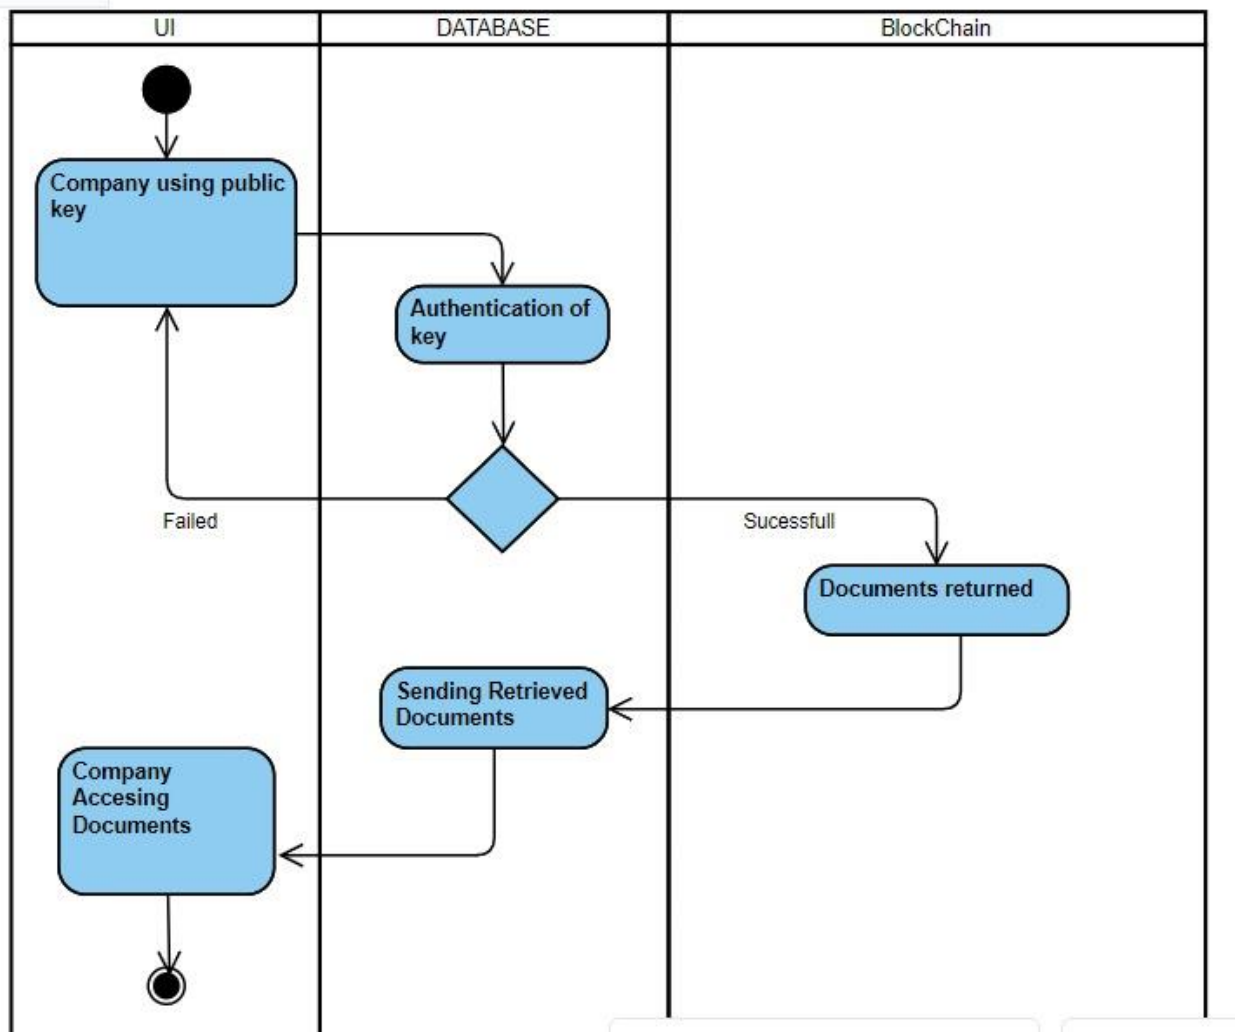 UI
DATABASE
BlockChain
Company using public
key
Authentication of
key
Failed
Sucessfull
Documents returned
Sending Retrieved
Documents
Company
Accesing
Documents